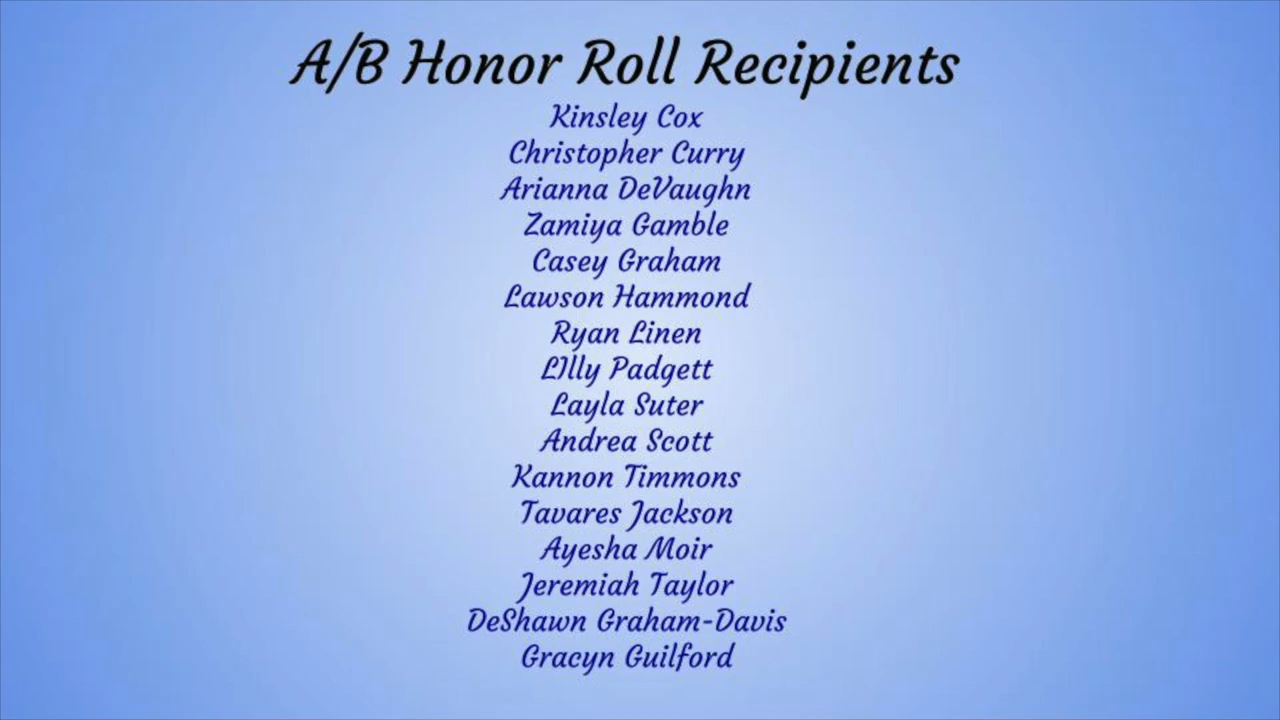 A/B Honor Roll Recipients
Kinsley Cox
Christopher Curry
Arianna DeVaughn
Zamiya Gamble
Casey Graham
Lawson Hammond
Ryan Linen
LIlly Padgett
Layla Suter
Andrea Scott
Kannon Timmons
Tavares Jackson
Ayesha Moir
Jeremiah Taylor
DeShawn Graham-Davis
Gracyn Guilford